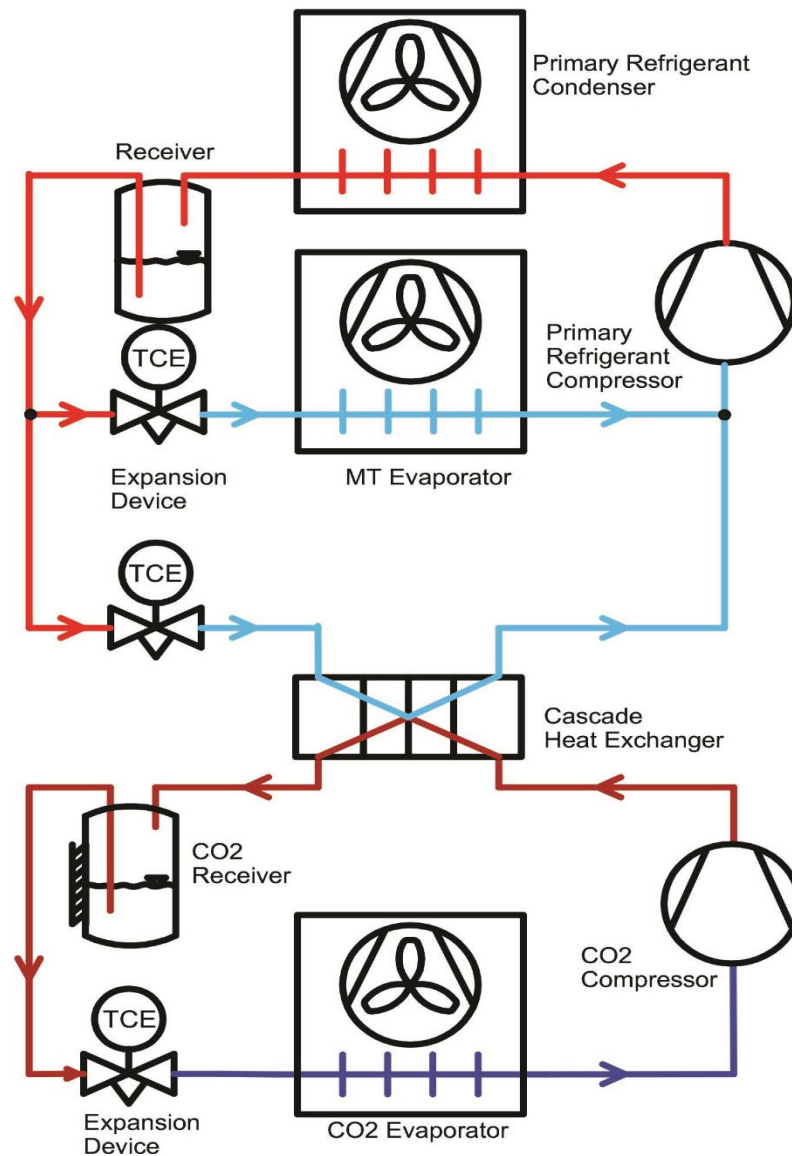 Primary Refrigerant
Condenser
Receiver
TCE
Primary
Refrigerant
Compressor
Expansion
Device
MT Evaporator
TCE
Cascade
Heat Exchanger
CO2
Receiver
CO2
Compressor
TCE
Expansion
Device
CO2 Evaporator